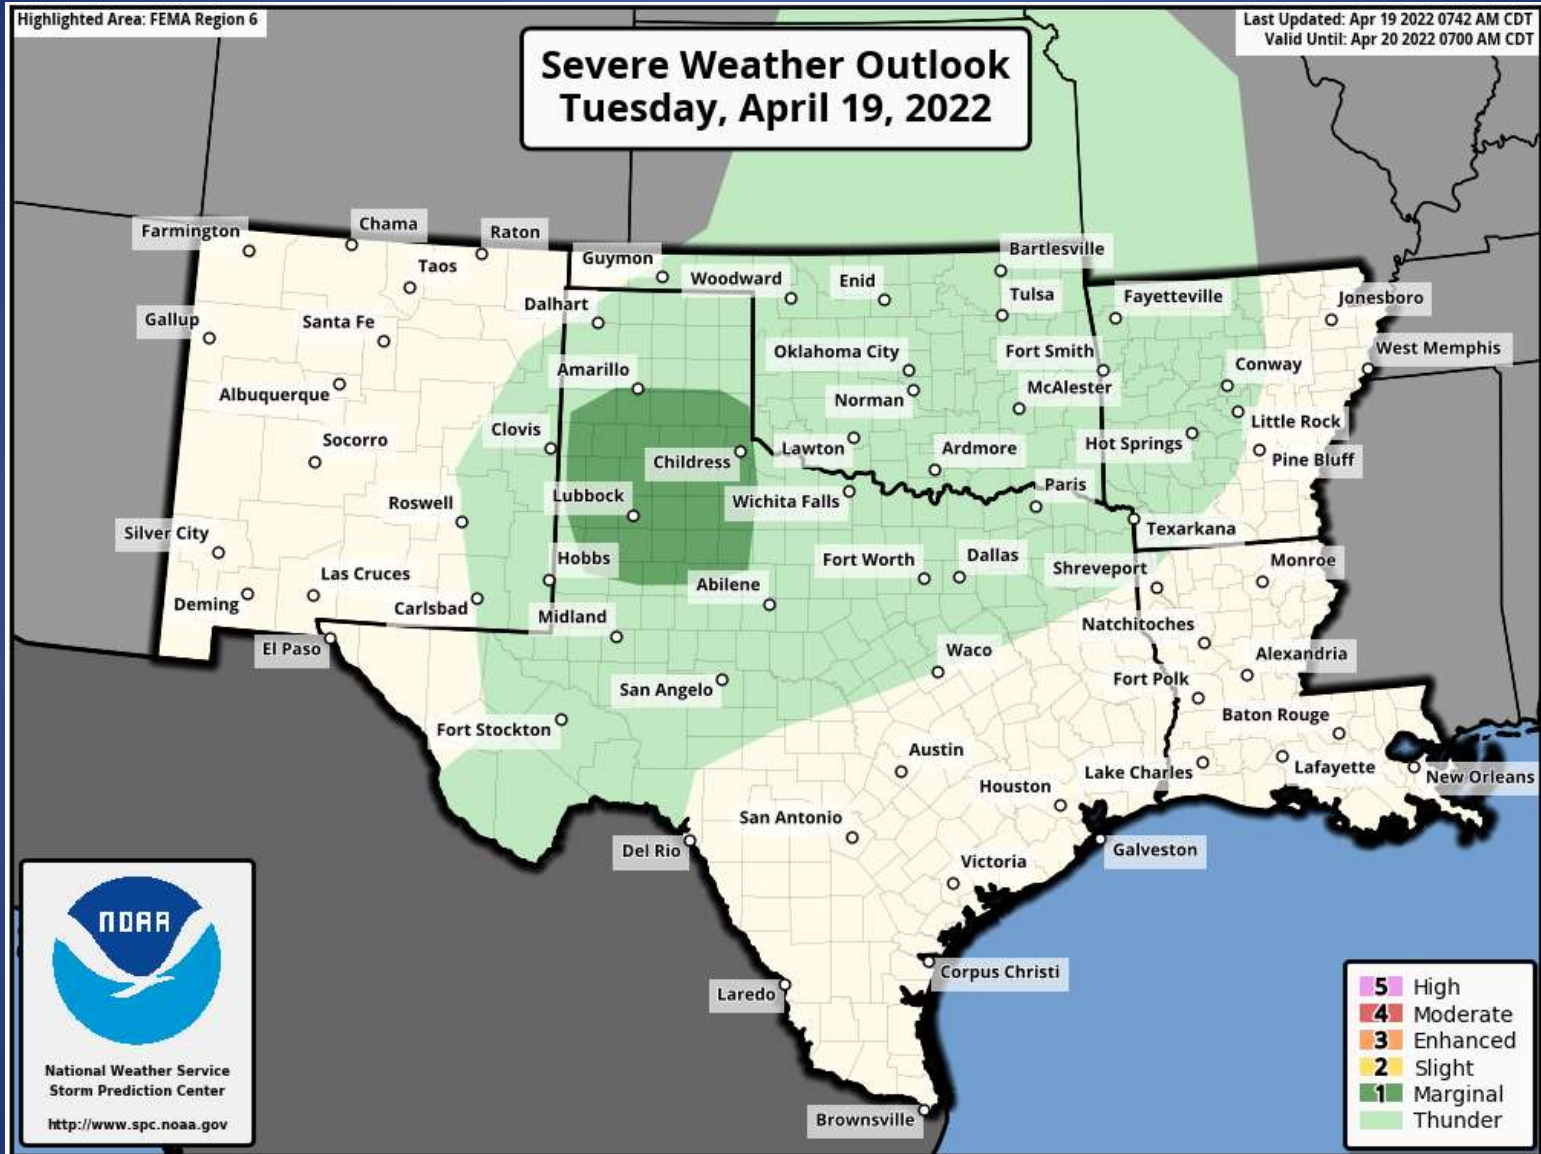 Highlighted Area: FEMA Region 6
Last Updated: Apr 19 2022 0742 AM CDT
Valid Until: Apr 20 2022 0700 AM CDT
Severe Weather Outlook
Tuesday, April 19, 2022
Farmington
Chama
Raton
Taos
Guymon
Woodward
Enid
Bartlesville
Gallup
Santa Fe
Dalhart
Tulsa
Fayetteville
Jonesboro
Albuquerque
Amarillo
Oklahoma City
Norman
Fort Smith
McAlester
Conway
West Memphis
Socorro
Clovis
Childress
Lawton
Ardmore
Hot Springs
Little Rock
Pine Bluff
Roswell
Lubbock
Wichita Falls
Paris
Texarkana
Silver City
Las Cruces
Hobbs
Abilene
Fort Worth
Dallas
Shreveport
Monroe
Deming
Carlsbad
Midland
Natchitoches
El Paso
San Angelo
Waco
Fort Polk
Alexandria
Fort Stockton
Austin
Houston
Lake Charles
Baton Rouge
Lafayette
New Orleans
San Antonio
Del Rio
Victoria
Galveston
Laredo
Corpus Christi
Brownsville
NOAA
National Weather Service
Storm Prediction Center
http://www.spc.noaa.gov
5 High
4 Moderate
3 Enhanced
2 Slight
1 Marginal
Thunder